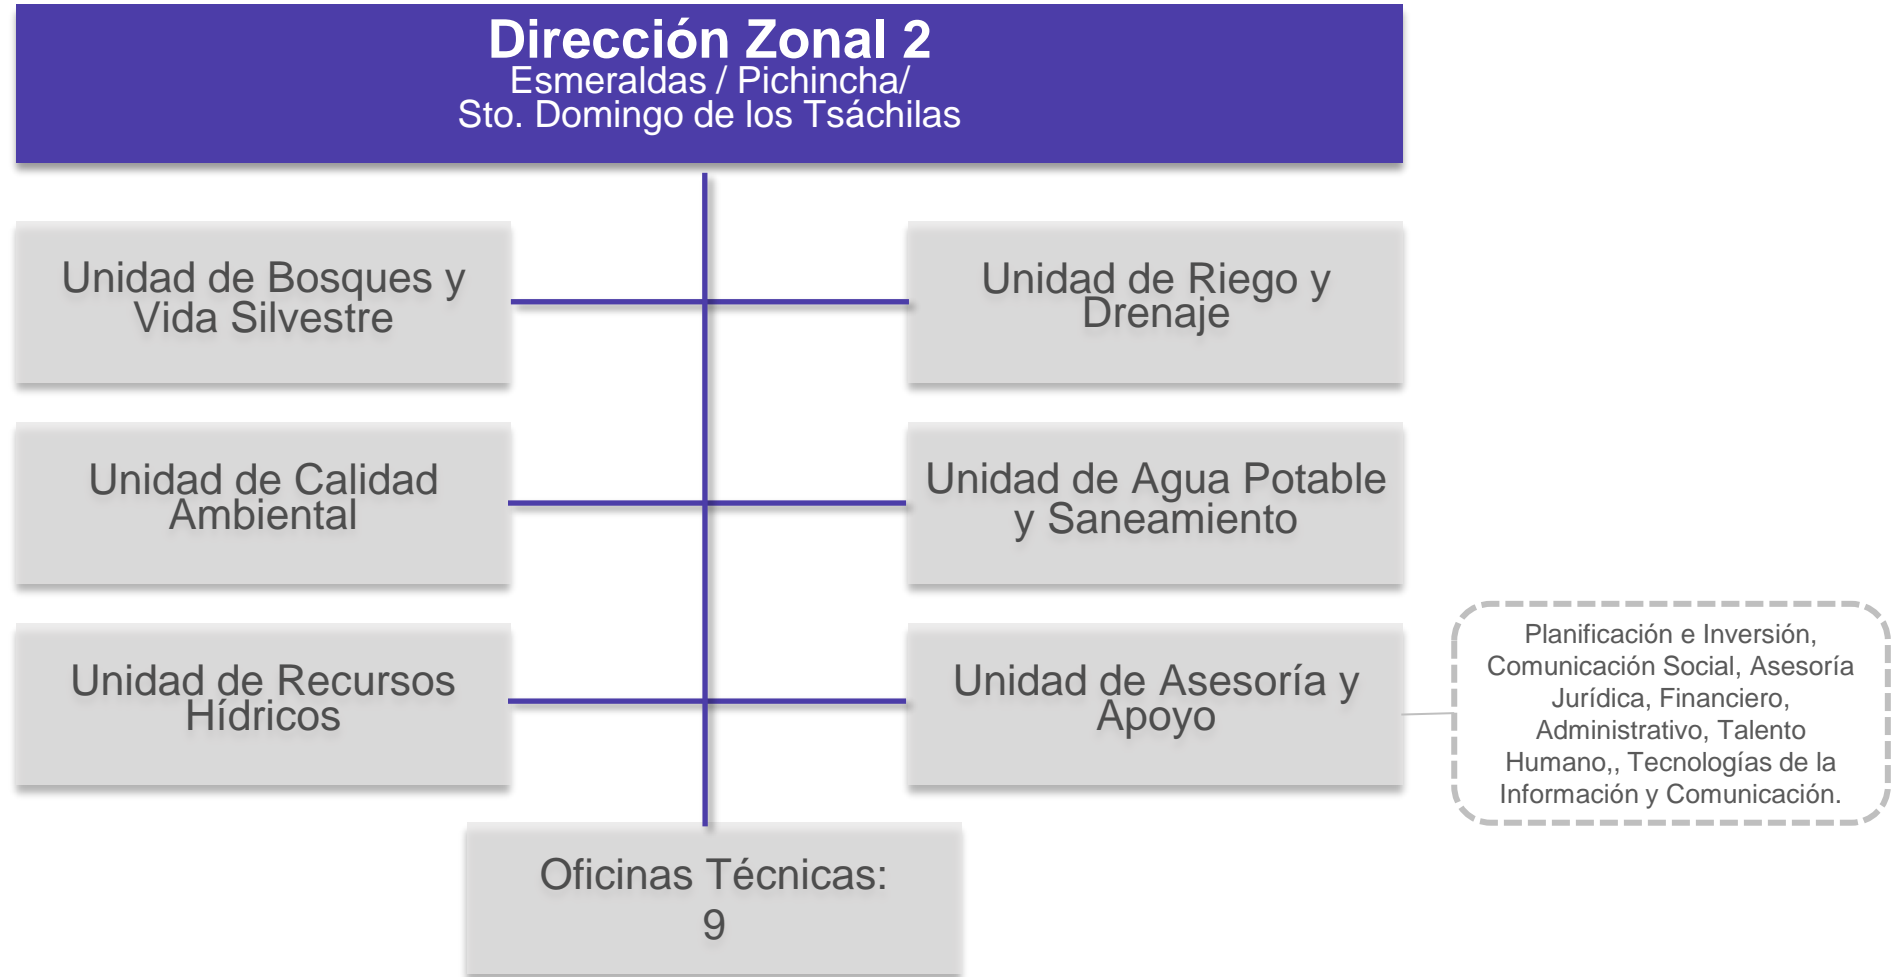 Dirección Zonal 2
Esmeraldas / Pichincha/
Sto. Domingo de los Tsáchilas
Unidad de Bosques y
Vida Silvestre
Unidad de Riego y
Drenaje
Unidad de Calidad
Ambiental
Unidad de Agua Potable
y Saneamiento
Unidad de Recursos
Hídricos
Unidad de Asesoría y
Apoyo
Planificación e Inversión,
Comunicación Social, Asesoría
Jurídica, Financiero,
Administrativo, Talento
Humano,, Tecnologías de la
Información y Comunicación.
Oficinas Técnicas:
9